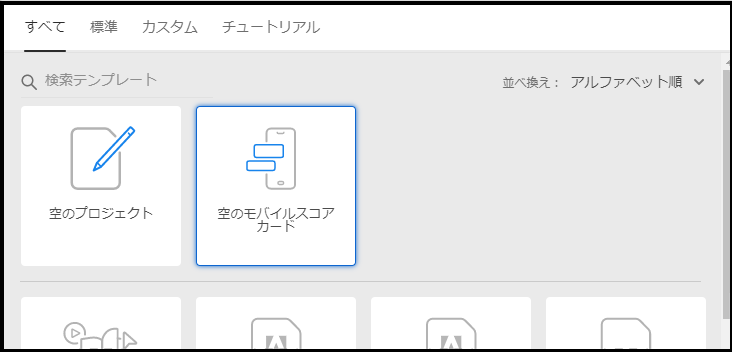 すべて 標準 カスタム チュートリアル
検索テンプレート 並べ換え： アルファベット順
空のプロジェクト
空のモバイルスコア
カード